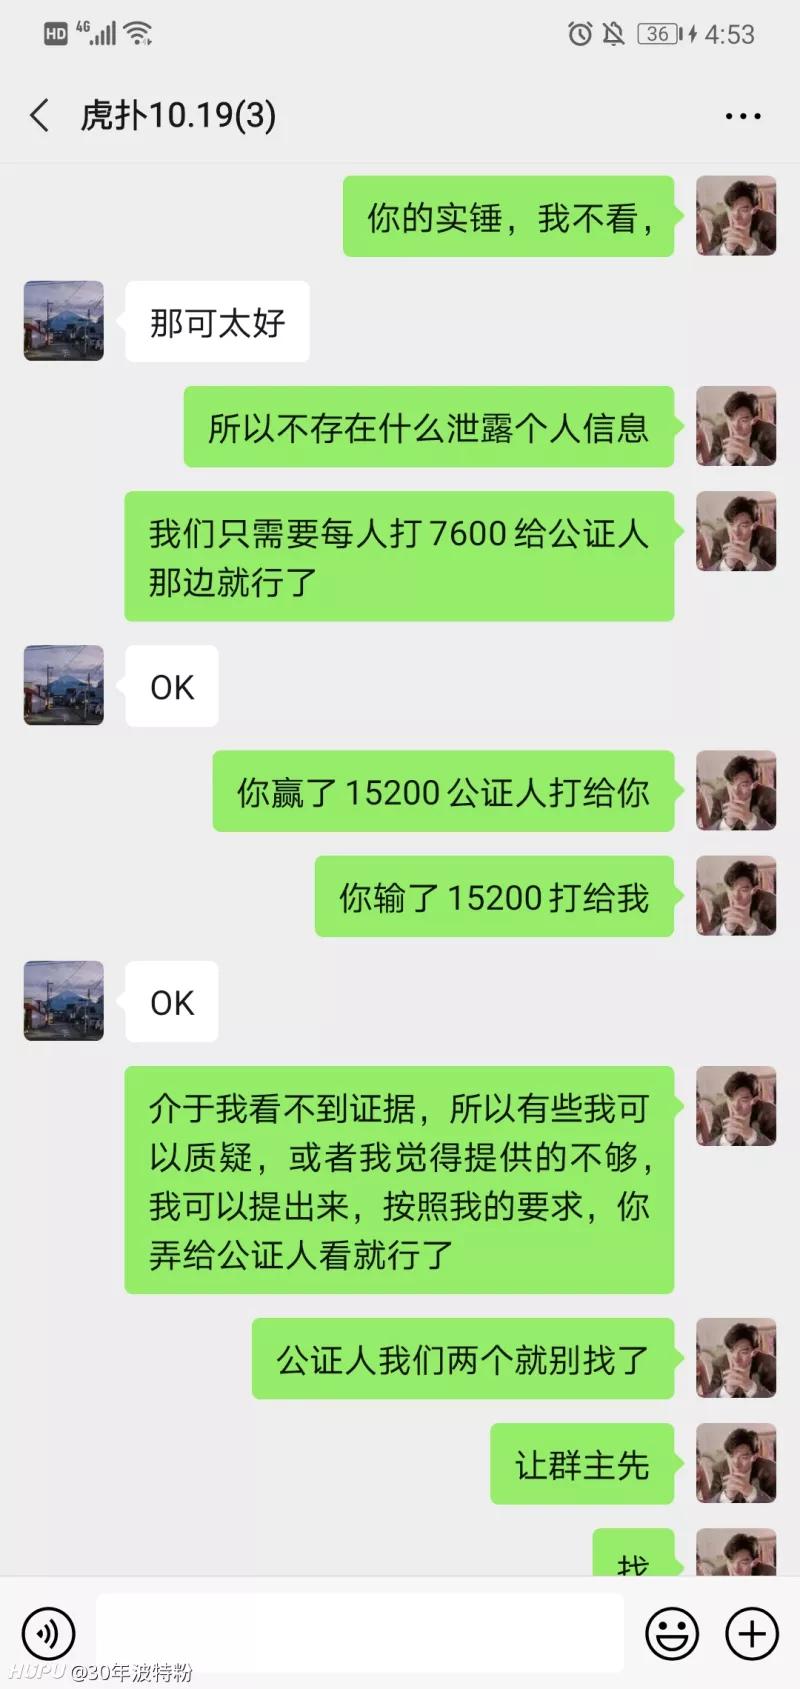 HD 4G 36 4:53
虎扑10.19(3)
你的实锤，我不看，
那可太好
所以不存在什么泄露个人信息
我们只需要每人打7600给公证人
那边就行了
OK
你赢了15200公证人打给你
你输了15200打给我
OK
介于我看不到证据，所以有些我可
以质疑，或者我觉得提供的不够，
我可以提出来，按照我的要求，你
弄给公证人看就行了
公证人我们两个就别找了
让群主先
找
HUPU @30年波特粉